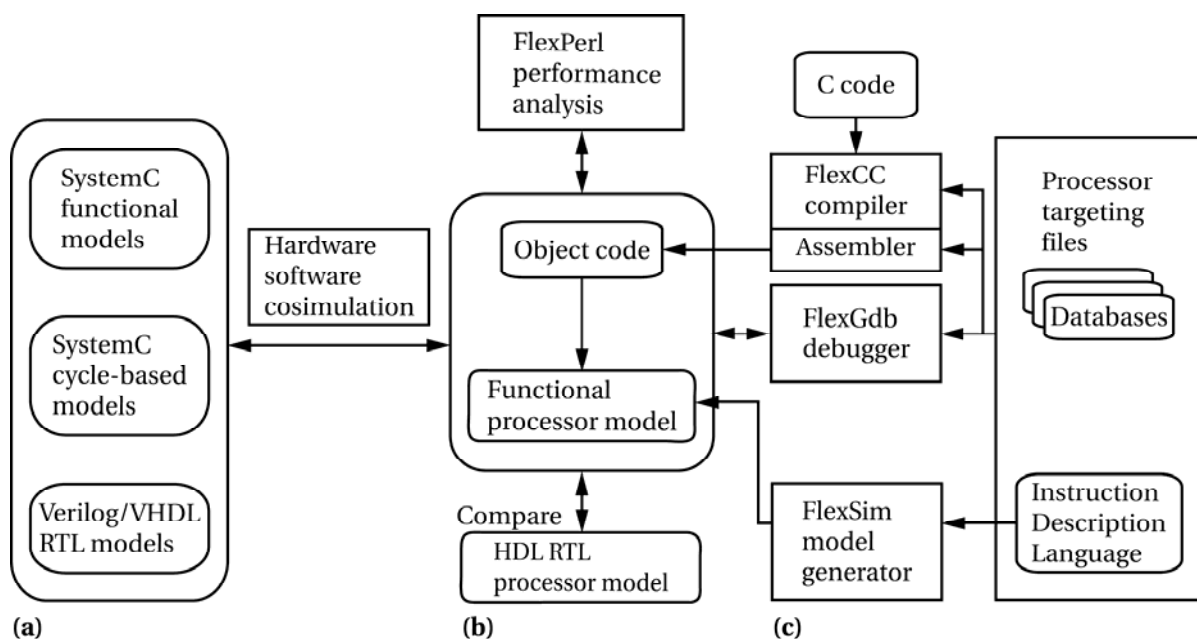 FlexPerl
performance
analysis
C code
SystemC
functional
models
Hardware
software
cosimulation
SystemC
cycle-based
models
Verilog/VHDL
RTL models
Object code
Functional
processor model
Compare
HDL RTL
processor model
FlexCC
compiler
Assembler
FlexGdb
debugger
FlexSim
model
generator
Processor
targeting
files
Databases
Instruction
Description
Language
(a)
(b)
(c)